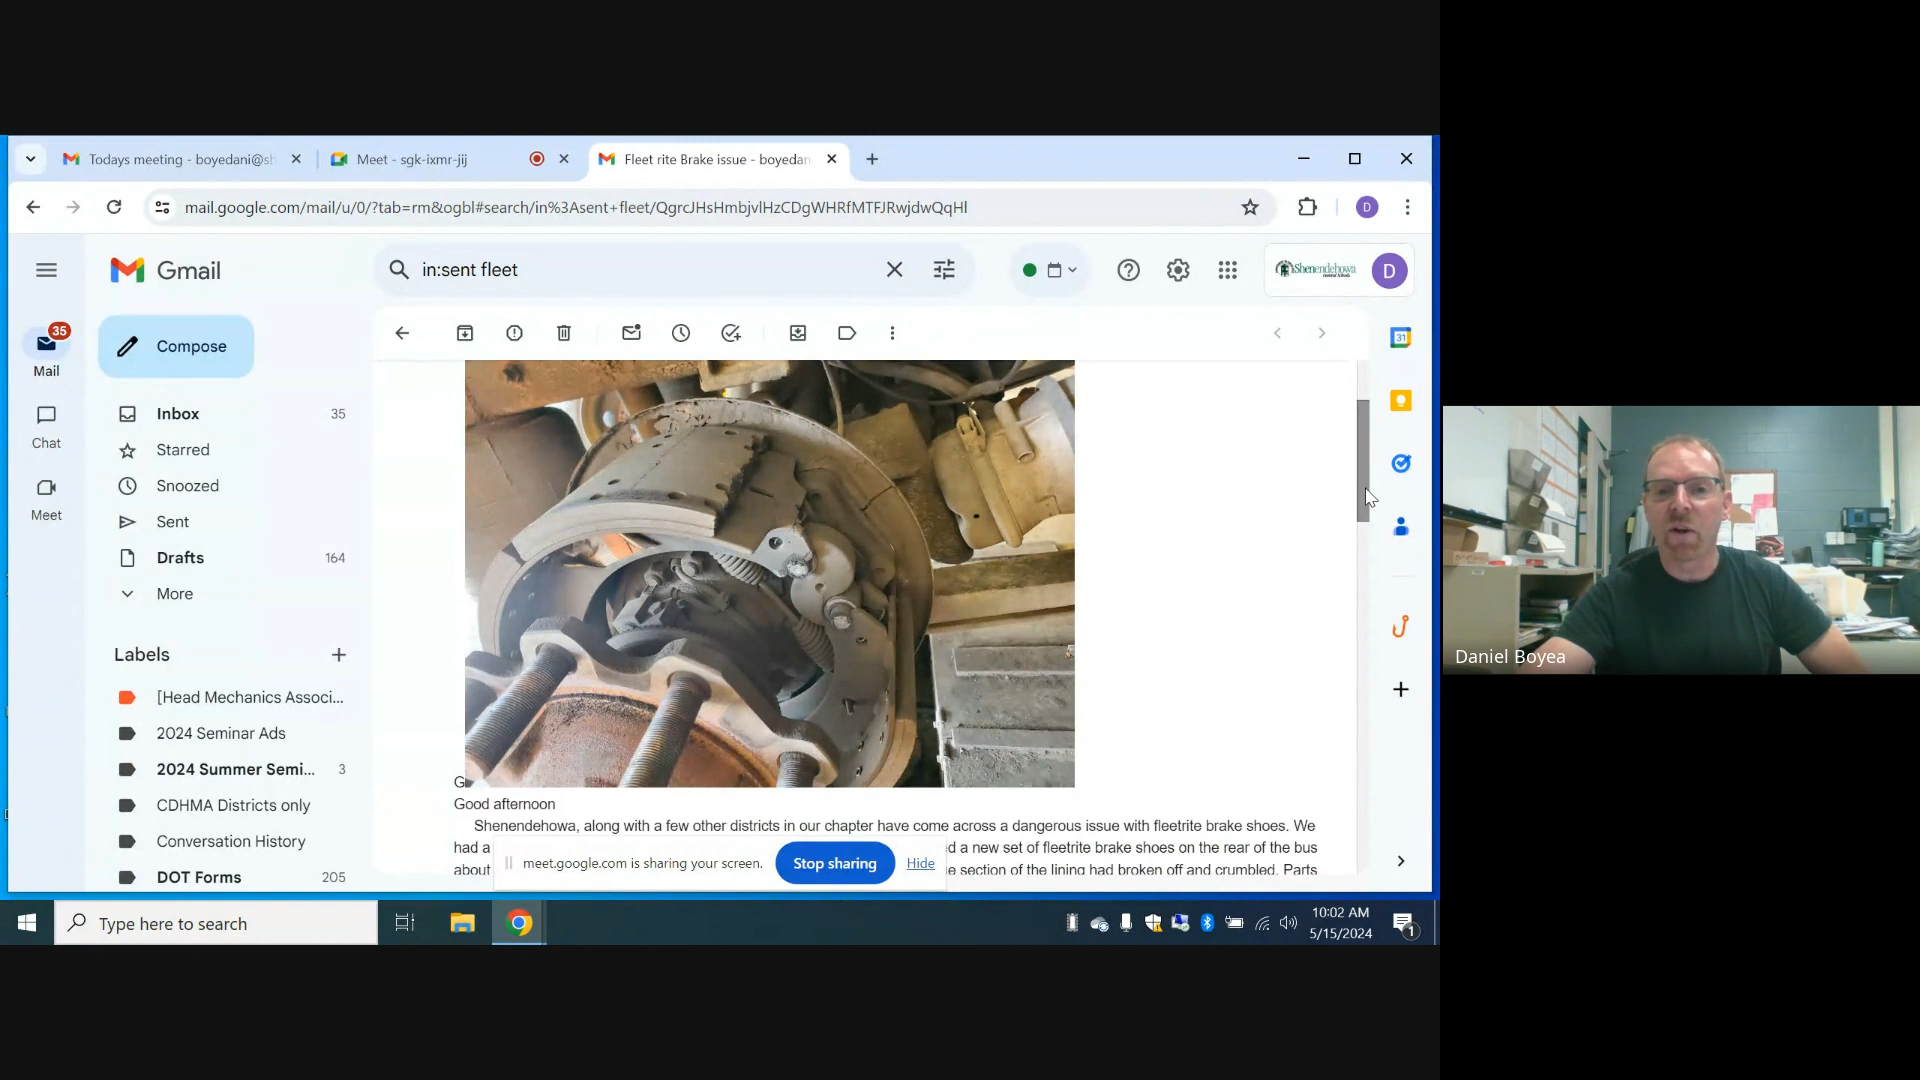 Todays meeting - boyedani@sh
Meet - sgk-ixmr-jij
Fleet rite Brake issue - boyedan
mail.google.com/mail/u/0/?tab=rm&ogbl#search/in%3Asent+fleet/QgrcJHsHmbjvlHzCDgWHRfMTFJRwjdwQqHl
D
Gmail
in:sent fleet
Shenendehowa
D
35
Mail
Compose
31
Chat
Inbox 35
Starred
Meet
Snoozed
Sent
Drafts 164
More
Labels
[Head Mechanics Associ...
2024 Seminar Ads
2024 Summer Semi... 3
CDHMA Districts only
Conversation History
DOT Forms 205
G
Good afternoon
Shenendehowa, along with a few other districts in our chapter have come across a dangerous issue with fleetrite brake shoes. We
had a
ed a new set of fleetrite brake shoes on the rear of the bus
about
e section of the lining had broken off and crumbled. Parts
meet.google.com is sharing your screen.
Stop sharing
Hide
Type here to search
10:02 AM
5/15/2024
1
Daniel Boyea